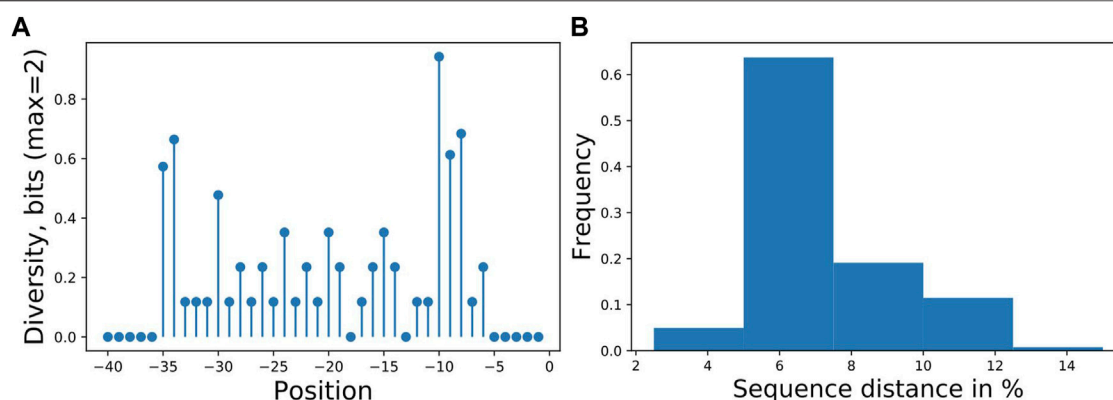 A
Diversity, bits (max=2)
0.8
0.6
0.4
0.2
0.0
−40 −35 −30 −25 −20 −15 −10 −5 0
Position
B
Frequency
0.6
0.5
0.4
0.3
0.2
0.1
0.0
2 4 6 8 10 12 14
Sequence distance in %